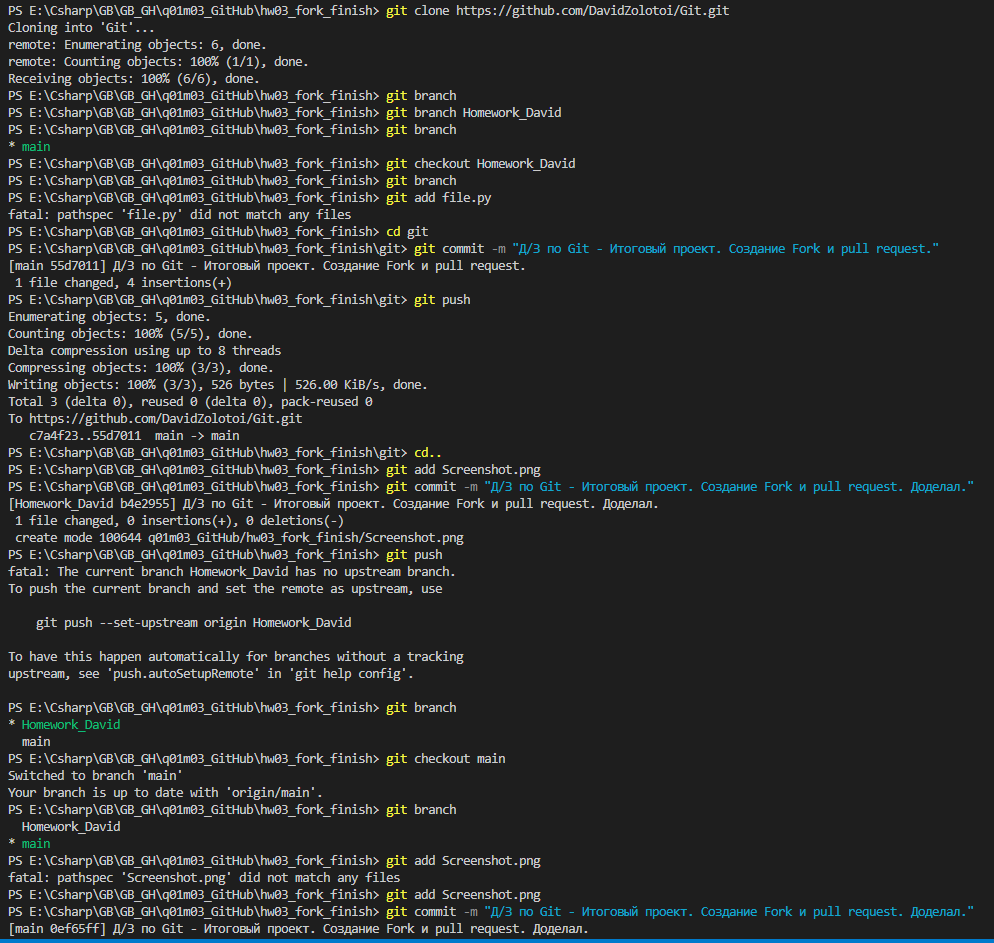 PS E:\Csharp\GB\GB_GH\q01m03_GitHub\hw03_fork_finish> git clone https://github.com/DavidZolotoi/Git.git
Cloning into 'Git'...
remote: Enumerating objects: 6, done.
remote: Counting objects: 100% (1/1), done.
Receiving objects: 100% (6/6), done.
PS E:\Csharp\GB\GB_GH\q01m03_GitHub\hw03_fork_finish> git branch
PS E:\Csharp\GB\GB_GH\q01m03_GitHub\hw03_fork_finish> git branch Homework_David
PS E:\Csharp\GB\GB_GH\q01m03_GitHub\hw03_fork_finish> git branch
* main
PS E:\Csharp\GB\GB_GH\q01m03_GitHub\hw03_fork_finish> git checkout Homework_David
PS E:\Csharp\GB\GB_GH\q01m03_GitHub\hw03_fork_finish> git branch
PS E:\Csharp\GB\GB_GH\q01m03_GitHub\hw03_fork_finish> git add file.py
fatal: pathspec 'file.py' did not match any files
PS E:\Csharp\GB\GB_GH\q01m03_GitHub\hw03_fork_finish> cd git
PS E:\Csharp\GB\GB_GH\q01m03_GitHub\hw03_fork_finish\git> git commit -m "Д/З по Git - Итоговый проект. Создание Fork и pull request."
[main 55d7011] Д/З по Git - Итоговый проект. Создание Fork и pull request.
 1 file changed, 4 insertions(+)
PS E:\Csharp\GB\GB_GH\q01m03_GitHub\hw03_fork_finish\git> git push
Enumerating objects: 5, done.
Counting objects: 100% (5/5), done.
Delta compression using up to 8 threads
Compressing objects: 100% (3/3), done.
Writing objects: 100% (3/3), 526 bytes | 526.00 KiB/s, done.
Total 3 (delta 0), reused 0 (delta 0), pack-reused 0
To https://github.com/DavidZolotoi/Git.git
   c7a4f23..55d7011  main -> main
PS E:\Csharp\GB\GB_GH\q01m03_GitHub\hw03_fork_finish\git> cd..
PS E:\Csharp\GB\GB_GH\q01m03_GitHub\hw03_fork_finish> git add Screenshot.png
PS E:\Csharp\GB\GB_GH\q01m03_GitHub\hw03_fork_finish> git commit -m "Д/З по Git - Итоговый проект. Создание Fork и pull request. Доделал."
[Homework_David b4e2955] Д/З по Git - Итоговый проект. Создание Fork и pull request. Доделал.
 1 file changed, 0 insertions(+), 0 deletions(-)
 create mode 100644 q01m03_GitHub/hw03_fork_finish/Screenshot.png
PS E:\Csharp\GB\GB_GH\q01m03_GitHub\hw03_fork_finish> git push
fatal: The current branch Homework_David has no upstream branch.
To push the current branch and set the remote as upstream, use

    git push --set-upstream origin Homework_David

To have this happen automatically for branches without a tracking
upstream, see 'push.autoSetupRemote' in 'git help config'.

PS E:\Csharp\GB\GB_GH\q01m03_GitHub\hw03_fork_finish> git branch
* Homework_David
  main
PS E:\Csharp\GB\GB_GH\q01m03_GitHub\hw03_fork_finish> git checkout main
Switched to branch 'main'
Your branch is up to date with 'origin/main'.
PS E:\Csharp\GB\GB_GH\q01m03_GitHub\hw03_fork_finish> git branch
  Homework_David
* main
PS E:\Csharp\GB\GB_GH\q01m03_GitHub\hw03_fork_finish> git add Screenshot.png
fatal: pathspec 'Screenshot.png' did not match any files
PS E:\Csharp\GB\GB_GH\q01m03_GitHub\hw03_fork_finish> git add Screenshot.png
PS E:\Csharp\GB\GB_GH\q01m03_GitHub\hw03_fork_finish> git commit -m "Д/З по Git - Итоговый проект. Создание Fork и pull request. Доделал."
[main 0ef65ff] Д/З по Git - Итоговый проект. Создание Fork и pull request. Доделал.